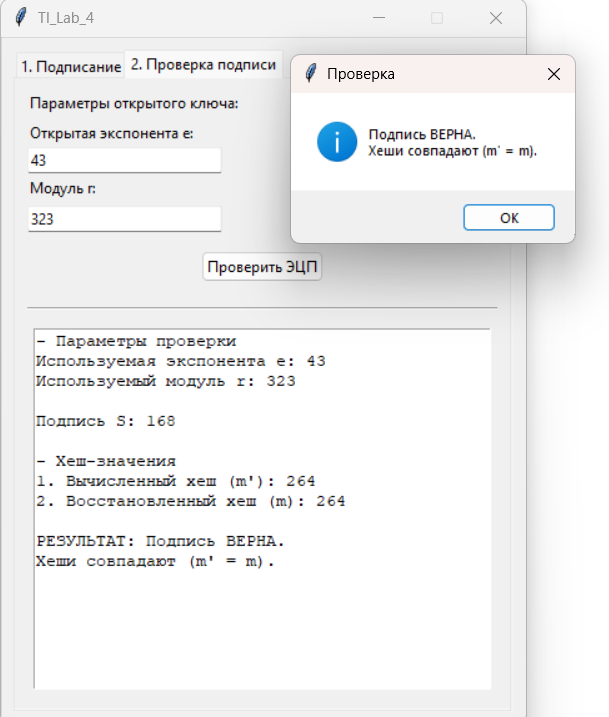 TI_Lab_4
1. Подписание
2. Проверка подписи
Параметры открытого ключа:
Открытая экспонента e:
43
Модуль r:
323
Проверить ЭЦП
Проверка
Подпись ВЕРНА.
Хеши совпадают (m' = m).
OK
- Параметры проверки
Используемая экспонента e: 43
Используемый модуль r: 323
Подпись S: 168
- Хеш-значения
1. Вычисленный хеш (m'): 264
2. Восстановленный хеш (m): 264
РЕЗУЛЬТАТ: Подпись ВЕРНА.
Хеши совпадают (m' = m).